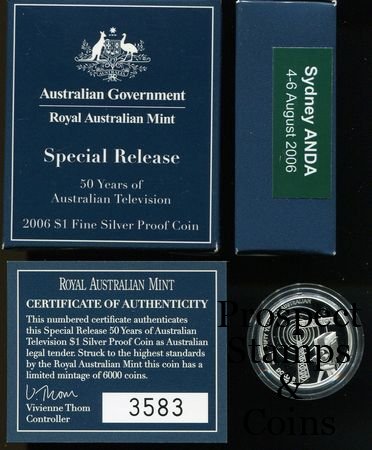 Australian Government
Royal Australian Mint
Special Release
50 Years of
Australian Television
2006 $1 Fine Silver Proof Coin
Sydney ANDA
4-6 August 2006
ROYAL AUSTRALIAN MINT
CERTIFICATE OF AUTHENTICITY
This numbered certificate authenticates
this Special Release 50 Years of Australian
Television $1 Silver Proof Coin as Australian
legal tender. Struck to the highest standards
by the Royal Australian Mint this coin has a
limited mintage of 6000 coins.
Vivienne Thom
Controller
3583
Prospect
Stamps
&
Coins